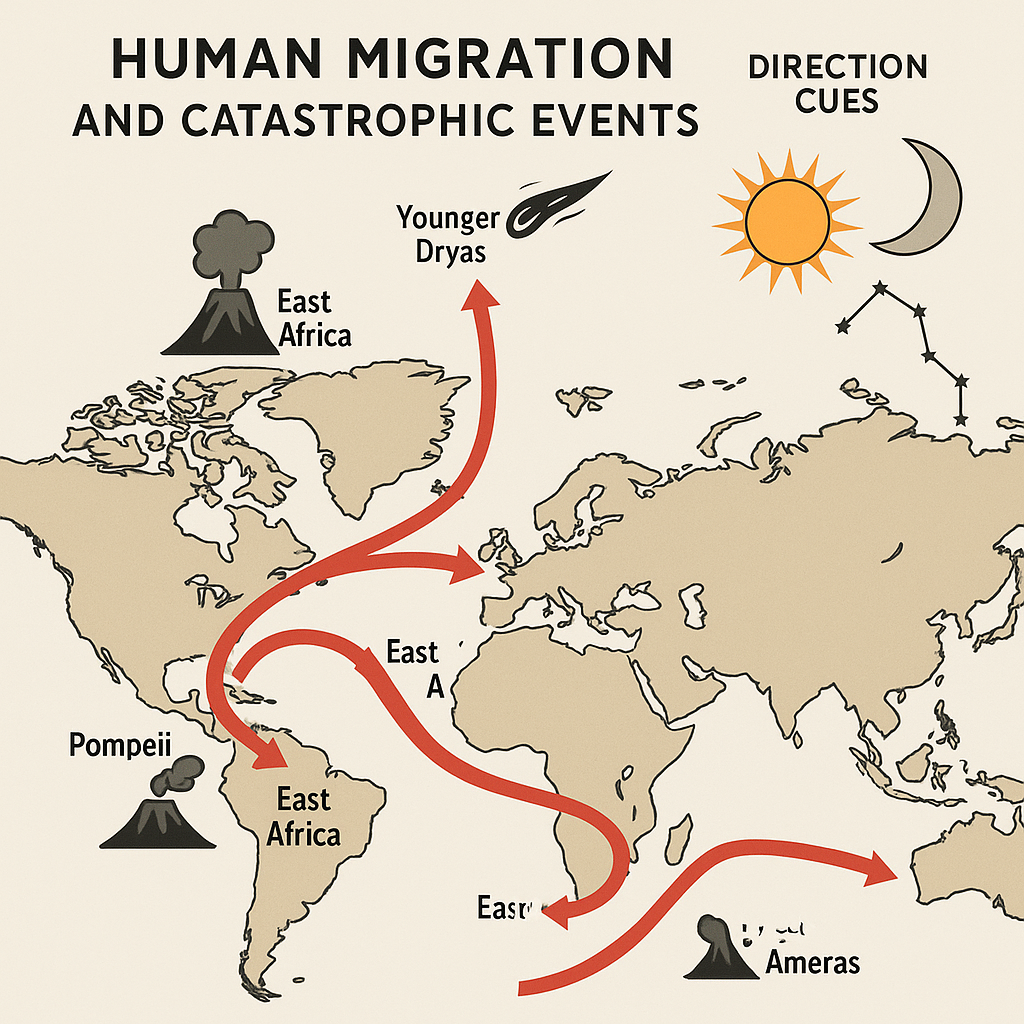 HUMAN MIGRATION
AND CATASTROPHIC EVENTS
DIRECTION
CUES
Younger
Dryas
East
Africa
East
A
Pompeii
East
Africa
Ameras